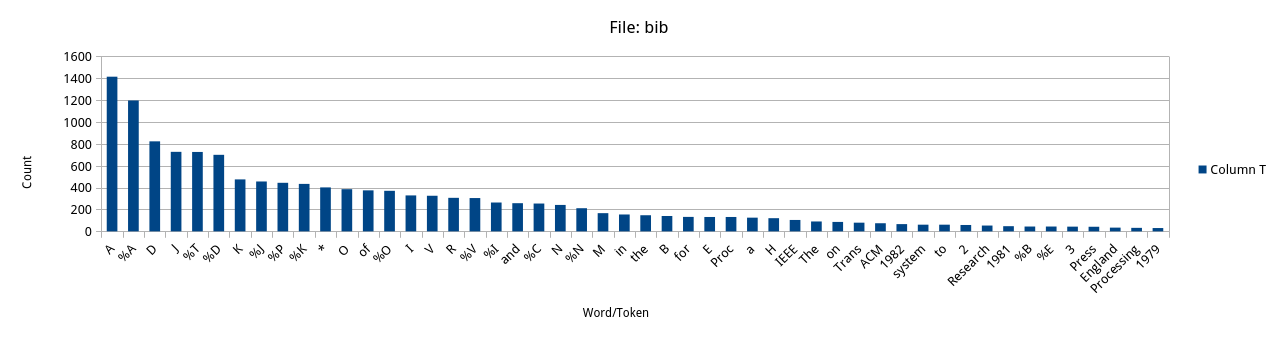 File: bib
1600
1400
1200
1000
800
600
400
200
0
Count
A %A D J %T %D K %J %P %K * O of %O I V R %V %I and %C N %N M in the B for E Proc a H IEEE The on Trans ACM 1982 system to 2 Research 1981 %B %E 3 Press England Processing 1979
Word/Token
Column T